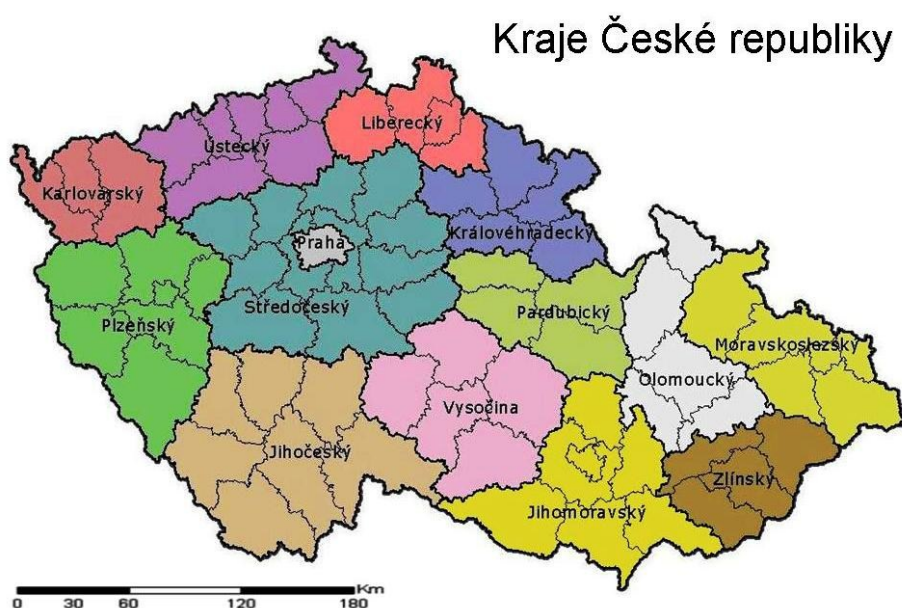 Kraje České republiky
Liberecký
Ústecký
Karlovarský
Královéhradecký
Praha
Středočeský
Pardubický
Plzeňský
Moravskoslezský
Olomoucký
Vysočina
Jihočeský
Zlínský
Jihomoravský
Km
0 30 60 120 180